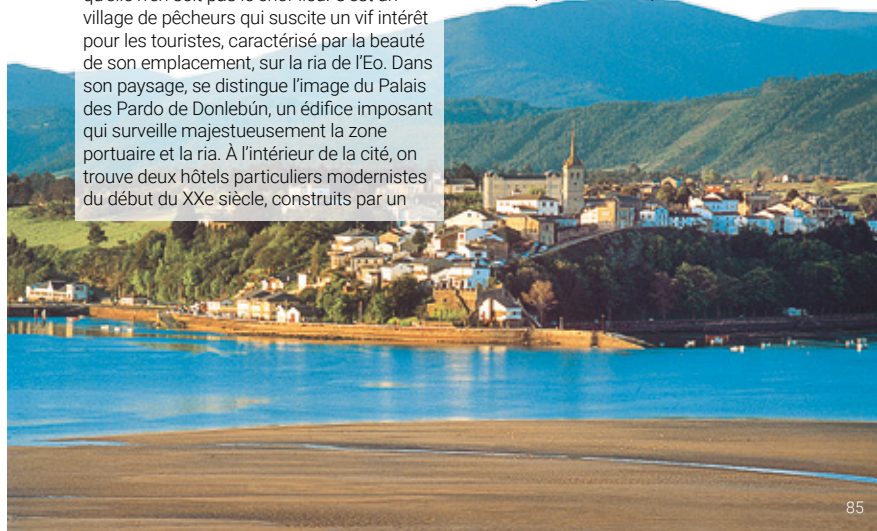 village de pêcheurs qui suscite un vif intérêt
pour les touristes, caractérisé par la beauté
de son emplacement, sur la ria de l'Eo. Dans
son paysage, se distingue l'image du Palais
des Pardo de Donlebún, un édifice imposant
qui surveille majestueusement la zone
portuaire et la ria. À l'intérieur de la cité, on
trouve deux hôtels particuliers modernistes
du début du XXe siècle, construits par un
85